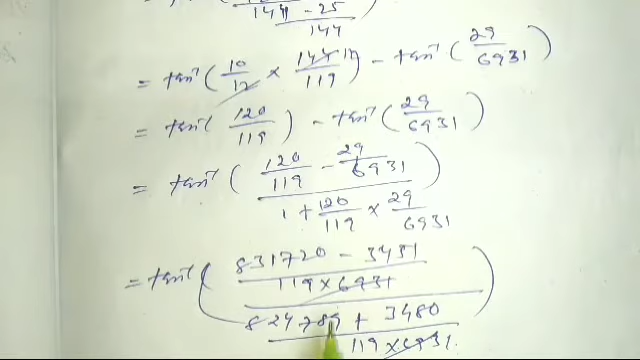 144 - 25
144
= tan⁻¹( 10/12 × 144 12/119 ) - tan⁻¹( 29/6931 )
= tan⁻¹( 120/119 ) - tan⁻¹( 29/6931 )
= tan⁻¹( 120/119 - 29/6931
1 + 120/119 × 29/6931 )
= tan⁻¹( 831720 - 3451
119 × 6931
824789 + 3480
119 × 6931 )